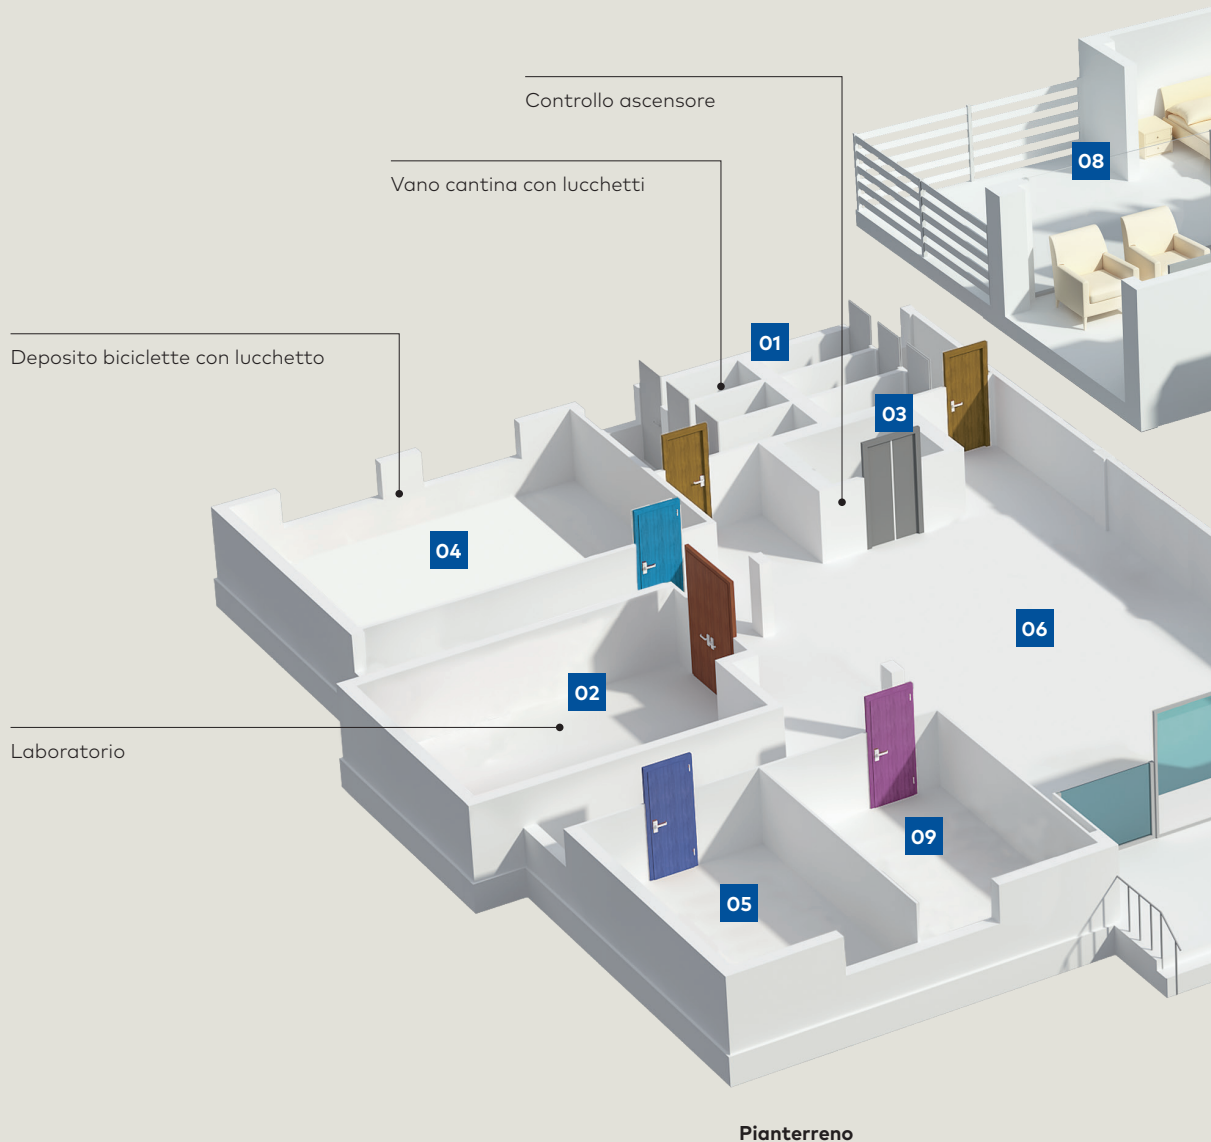 Controllo ascensore
08
Vano cantina con lucchetti
01
Deposito biciclette con lucchetto
03
04
06
02
Laboratorio
09
05
Pianterreno